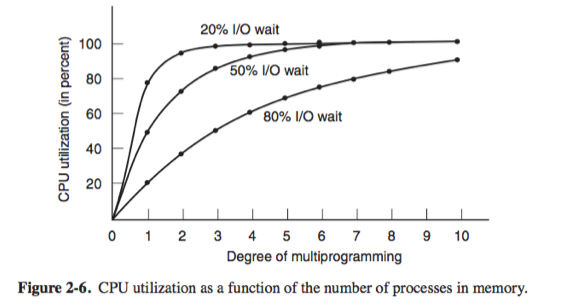 20% I/O wait
100
50% I/O wait
80
80% I/O wait
60
40
20
CPU utilization (in percent)
0 1 2 3 4 5 6 7 8 9 10
Degree of multiprogramming
Figure 2-6. CPU utilization as a function of the number of processes in memory.